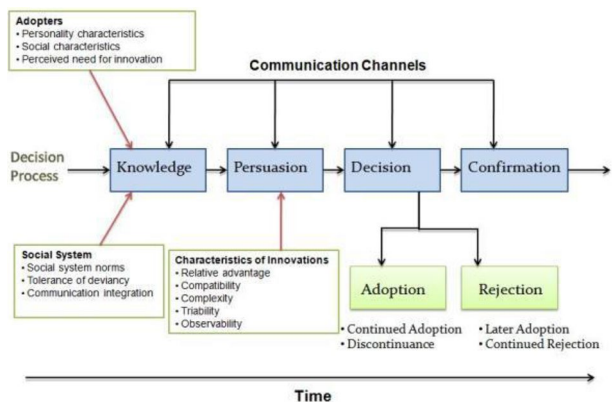 Adopters
• Personality characteristics
• Social characteristics
• Perceived need for innovation
Communication Channels
Decision
Process
Knowledge
Persuasion
Decision
Confirmation
Social System
• Social system norms
• Tolerance of deviancy
• Communication integration
Characteristics of Innovations
• Relative advantage
• Compatibility
• Complexity
• Triability
• Observability
Adoption
Rejection
• Continued Adoption
• Discontinuance
• Later Adoption
• Continued Rejection
Time